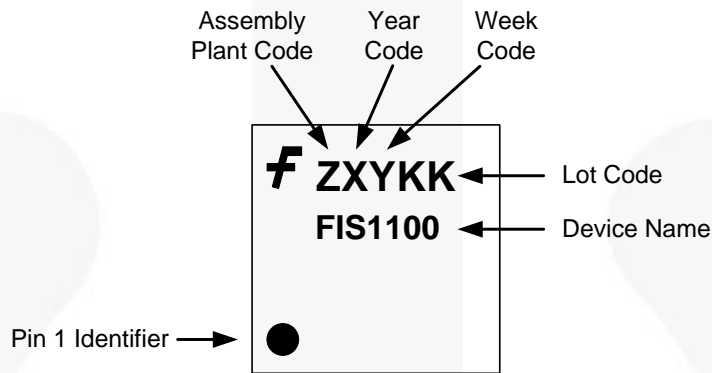 Assembly
Plant Code
Year
Code
Week
Code
ZXYKK
Lot Code
FIS1100
Device Name
Pin 1 Identifier